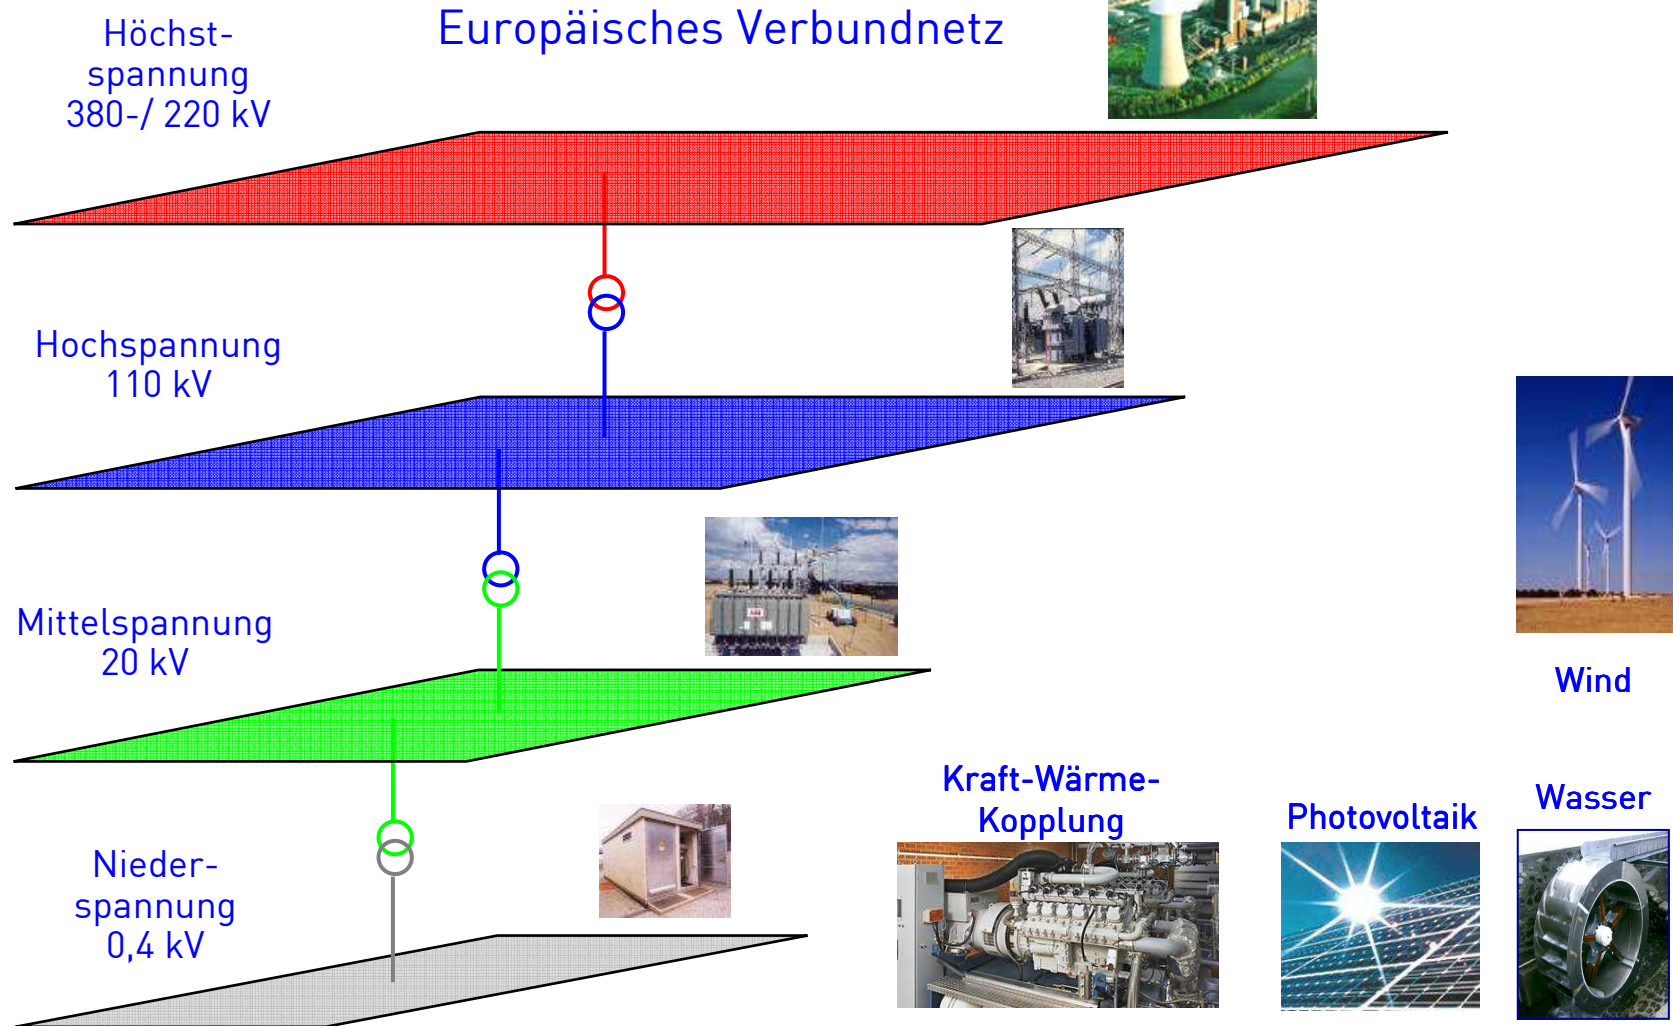 Europäisches Verbundnetz
Höchst-
spannung
380-/ 220 kV
Hochspannung
110 kV
Mittelspannung
20 kV
Wind
Kraft-Wärme-
Kopplung
Photovoltaik
Wasser
Nieder-
spannung
0,4 kV